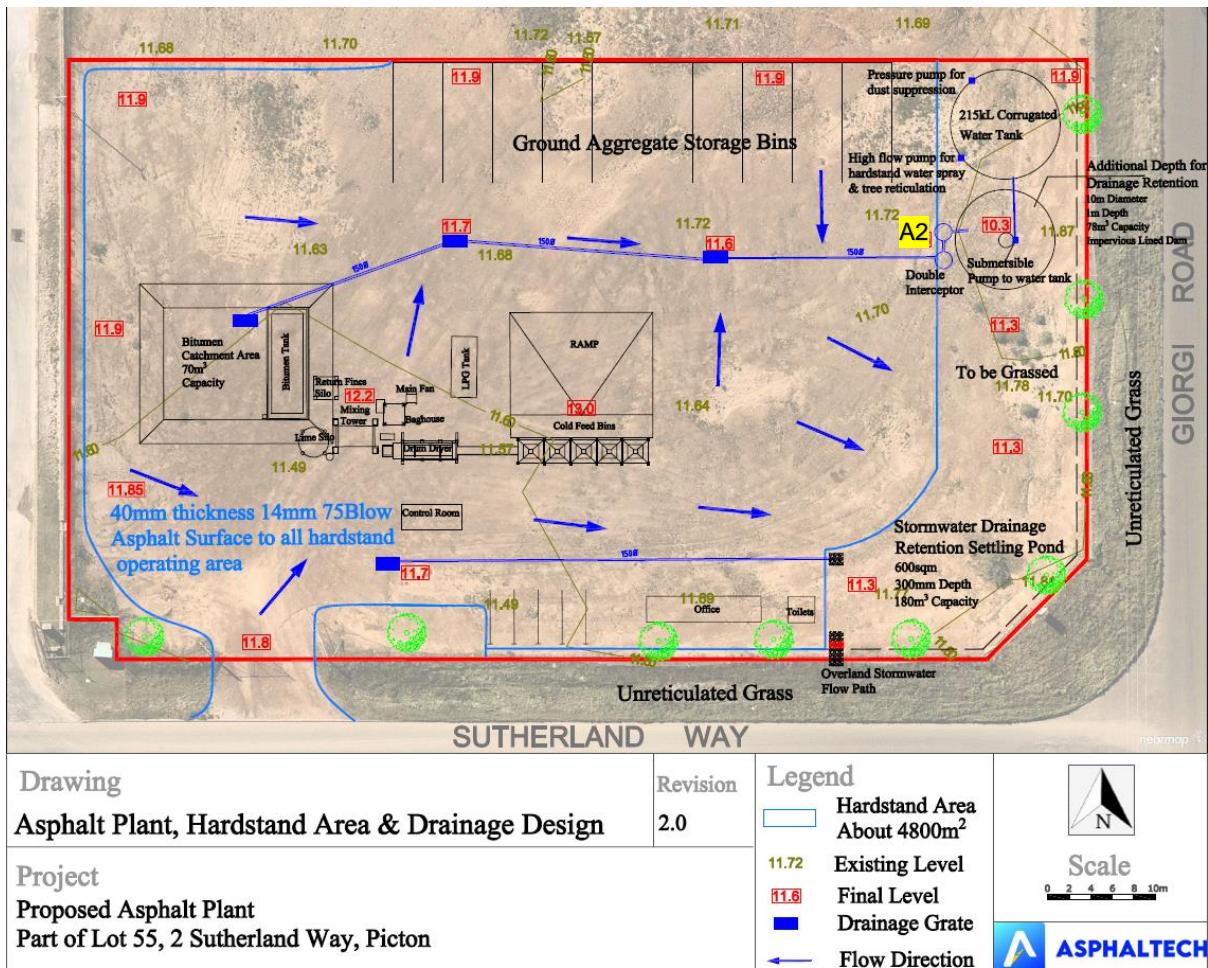 11.71
11.69
11.72
11.57
11.68
11.70
11.60
11.60
11.9
11.9
11.9
11.9
Pressure pump for
dust suppression
215kL Corrugated
Water Tank
Ground Aggregate Storage Bins
High flow pump for
hardstand water spray
& tree reticulation
Additional Depth for
Drainage Retention
10m Diameter
1m Depth
78m³ Capacity
Impervious Lined Dam
11.7
11.72
11.72
A2
10.3
11.87
11.63
11.68
11.6
150Ø
150Ø
Double
Interceptor
Submersible
Pump to water tank
GIORGI ROAD
11.9
Bitumen
Catchment Area
70m³
Capacity
Bitumen Tank
LPG Tank
RAMP
11.70
11.3
11.80
To be Grassed
11.78
11.70
Return Fines
Silo
12.2
Mixing
Tower
Main Fan
Baghouse
11.60
13.0
Cold Feed Bins
11.64
Lime Silo
Drum Dryer
11.57
11.60
11.49
11.3
Unreticulated Grass
11.85
40mm thickness 14mm 75Blow
Asphalt Surface to all hardstand
operating area
Control Room
Stormwater Drainage
Retention Settling Pond
600sqm
300mm Depth
180m³ Capacity
150Ø
11.7
11.3
11.49
11.69
Office
Toilets
11.8
Overland Stormwater
Flow Path
Unreticulated Grass
SUTHERLAND WAY
nearmap
Drawing
Asphalt Plant, Hardstand Area & Drainage Design
Revision
2.0
Project
Proposed Asphalt Plant
Part of Lot 55, 2 Sutherland Way, Picton
Legend
Hardstand Area
About 4800m²
11.72 Existing Level
11.6 Final Level
Drainage Grate
Flow Direction
N
Scale
0 2 4 6 8 10m
ASPHALTECH